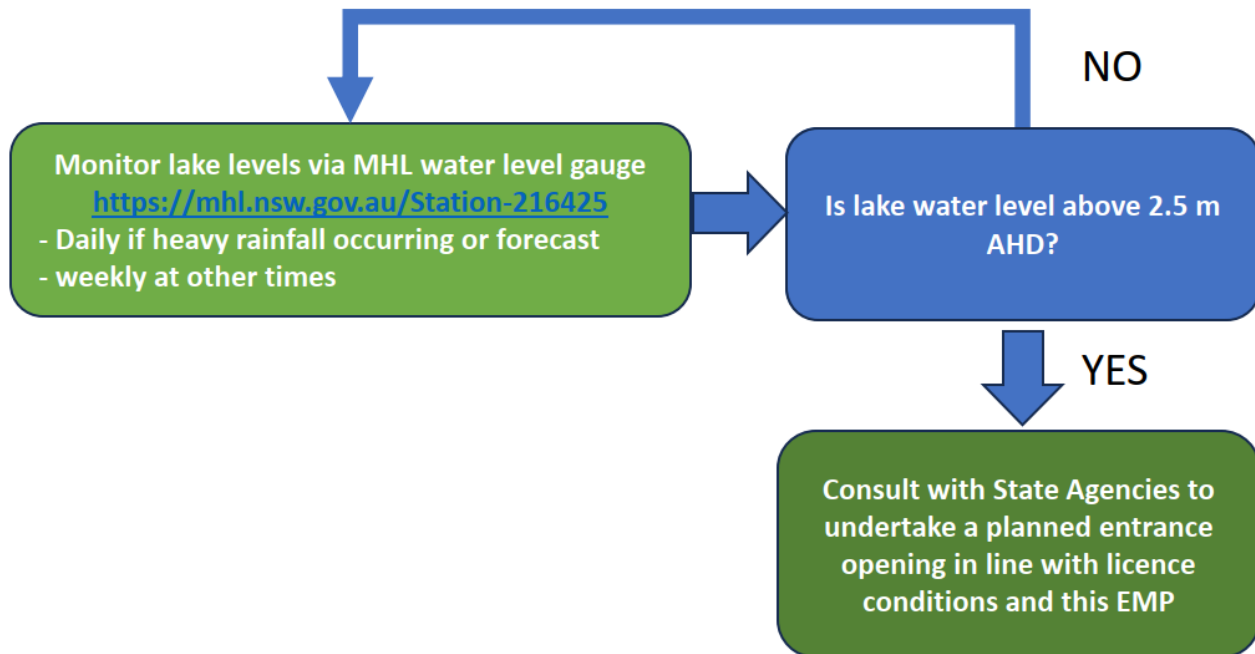 NO
Monitor lake levels via MHL water level gauge
https://mhl.nsw.gov.au/Station-216425
- Daily if heavy rainfall occurring or forecast
- weekly at other times
Is lake water level above 2.5 m
AHD?
YES
Consult with State Agencies to
undertake a planned entrance
opening in line with licence
conditions and this EMP